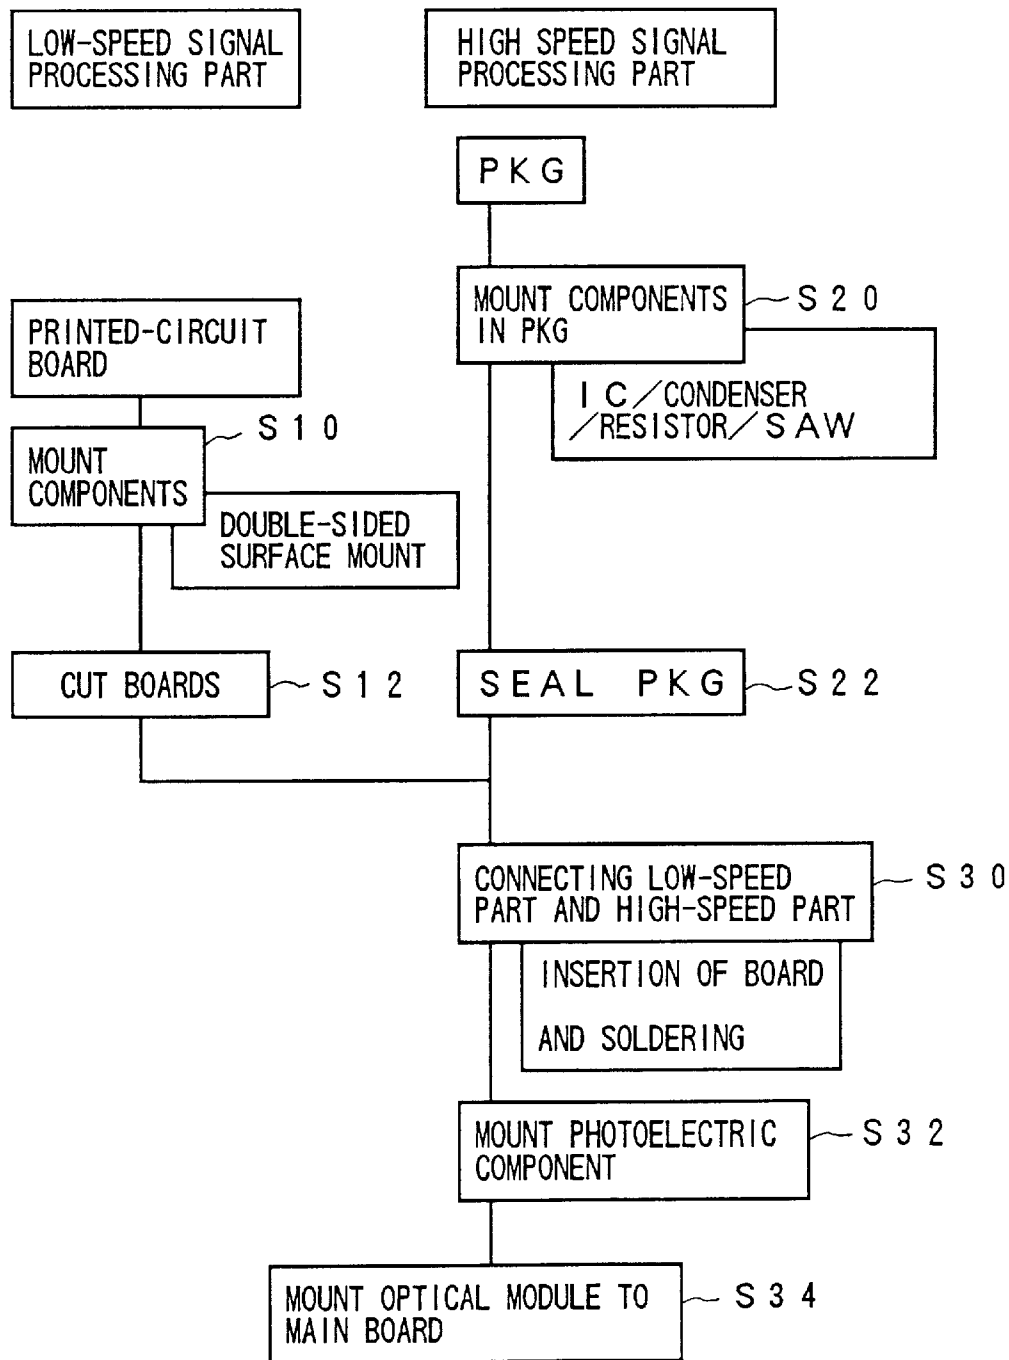 LOW-SPEED SIGNAL
PROCESSING PART
HIGH SPEED SIGNAL
PROCESSING PART
PKG
MOUNT COMPONENTS
IN PKG
S20
IC/CONDENSER
/RESISTOR/SAW
PRINTED-CIRCUIT
BOARD
S10
MOUNT
COMPONENTS
DOUBLE-SIDED
SURFACE MOUNT
CUT BOARDS
S12
SEAL PKG
S22
CONNECTING LOW-SPEED
PART AND HIGH-SPEED PART
S30
INSERTION OF BOARD
AND SOLDERING
MOUNT PHOTOELECTRIC
COMPONENT
S32
MOUNT OPTICAL MODULE TO
MAIN BOARD
S34